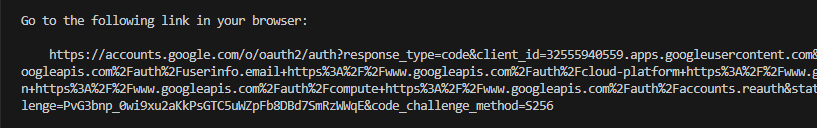 Go to the following link in your browser:
https://accounts.google.com/o/oauth2/auth?response_type=code&client_id=32555940559.apps.googleusercontent.com&
oogleapis.com%2Fauth%2Fuserinfo.email+https%3A%2F%2Fwww.googleapis.com%2Fauth%2Fcloud-platform+https%3A%2F%2Fwww.g
n+https%3A%2F%2Fwww.googleapis.com%2Fauth%2Fcompute+https%3A%2F%2Fwww.googleapis.com%2Fauth%2Faccounts.reauth&stat
lenge=PvG3bnp_0wi9xu2aKkPsGTC5uWZpFb8DBd7SmRzWWqE&code_challenge_method=S256